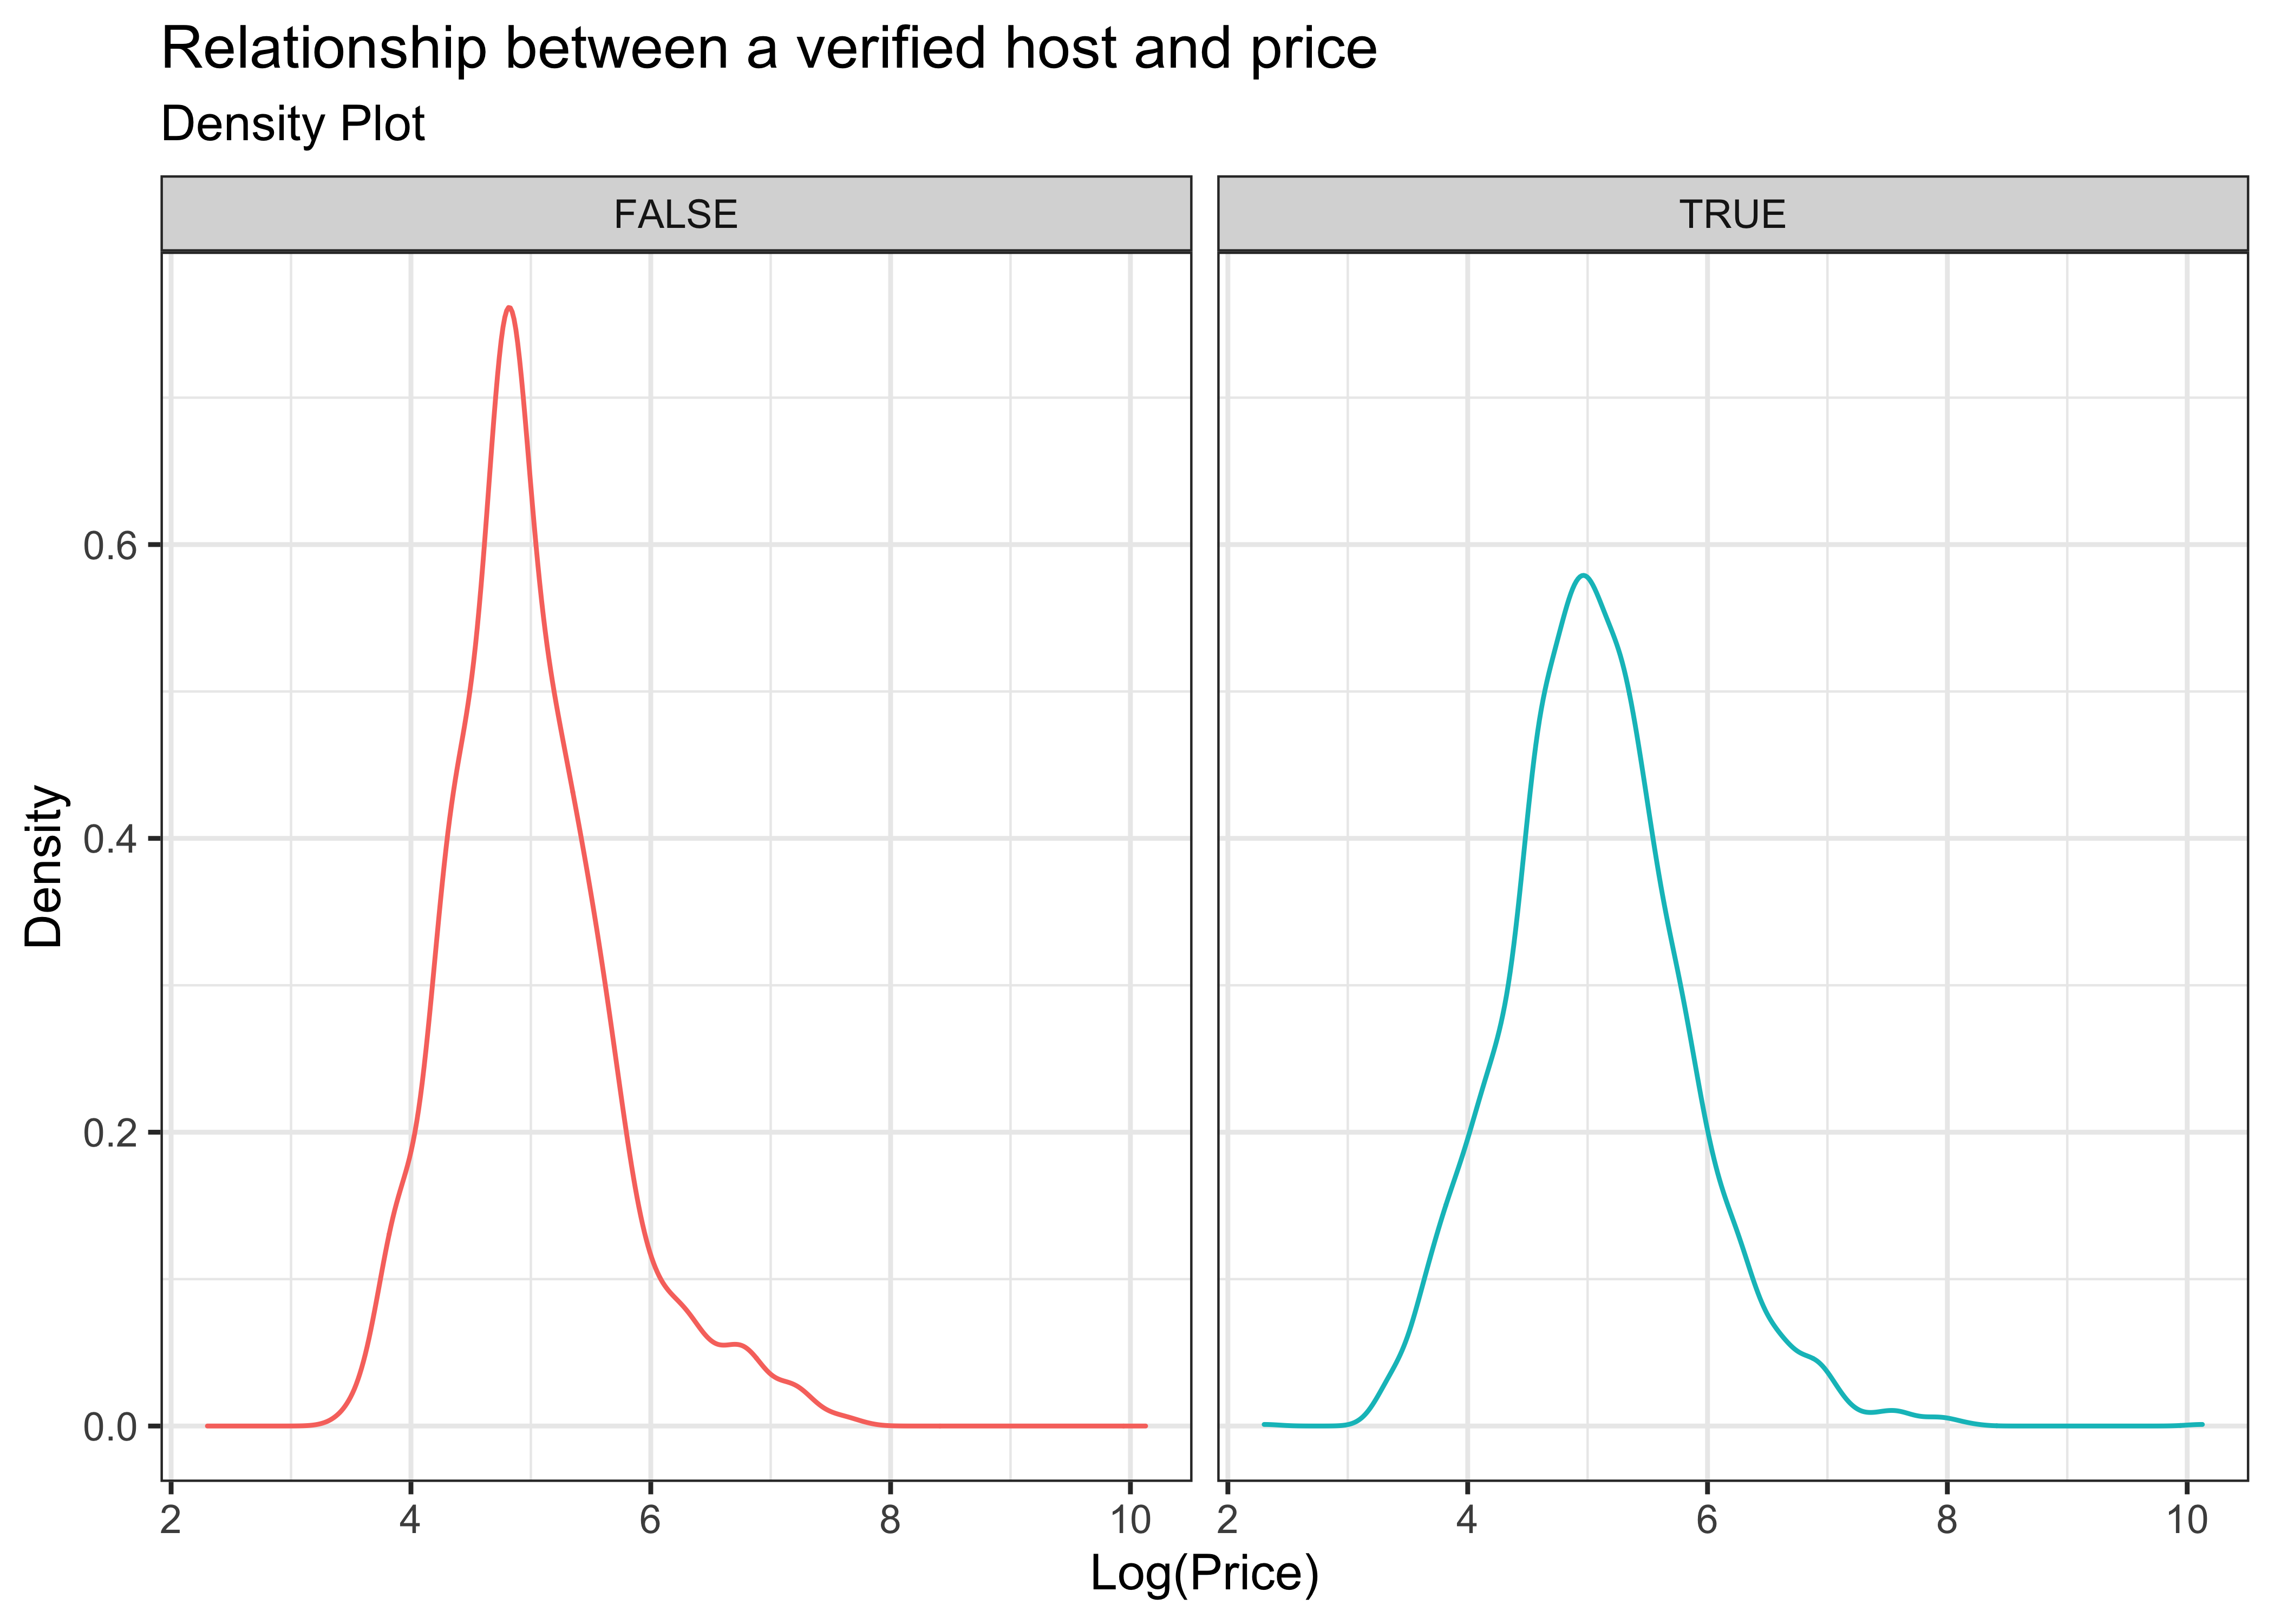 Relationship between a verified host and price
Density Plot
FALSE
TRUE
Density
0.6
0.4
0.2
0.0
2
4
6
8
10
2
4
6
8
10
Log(Price)